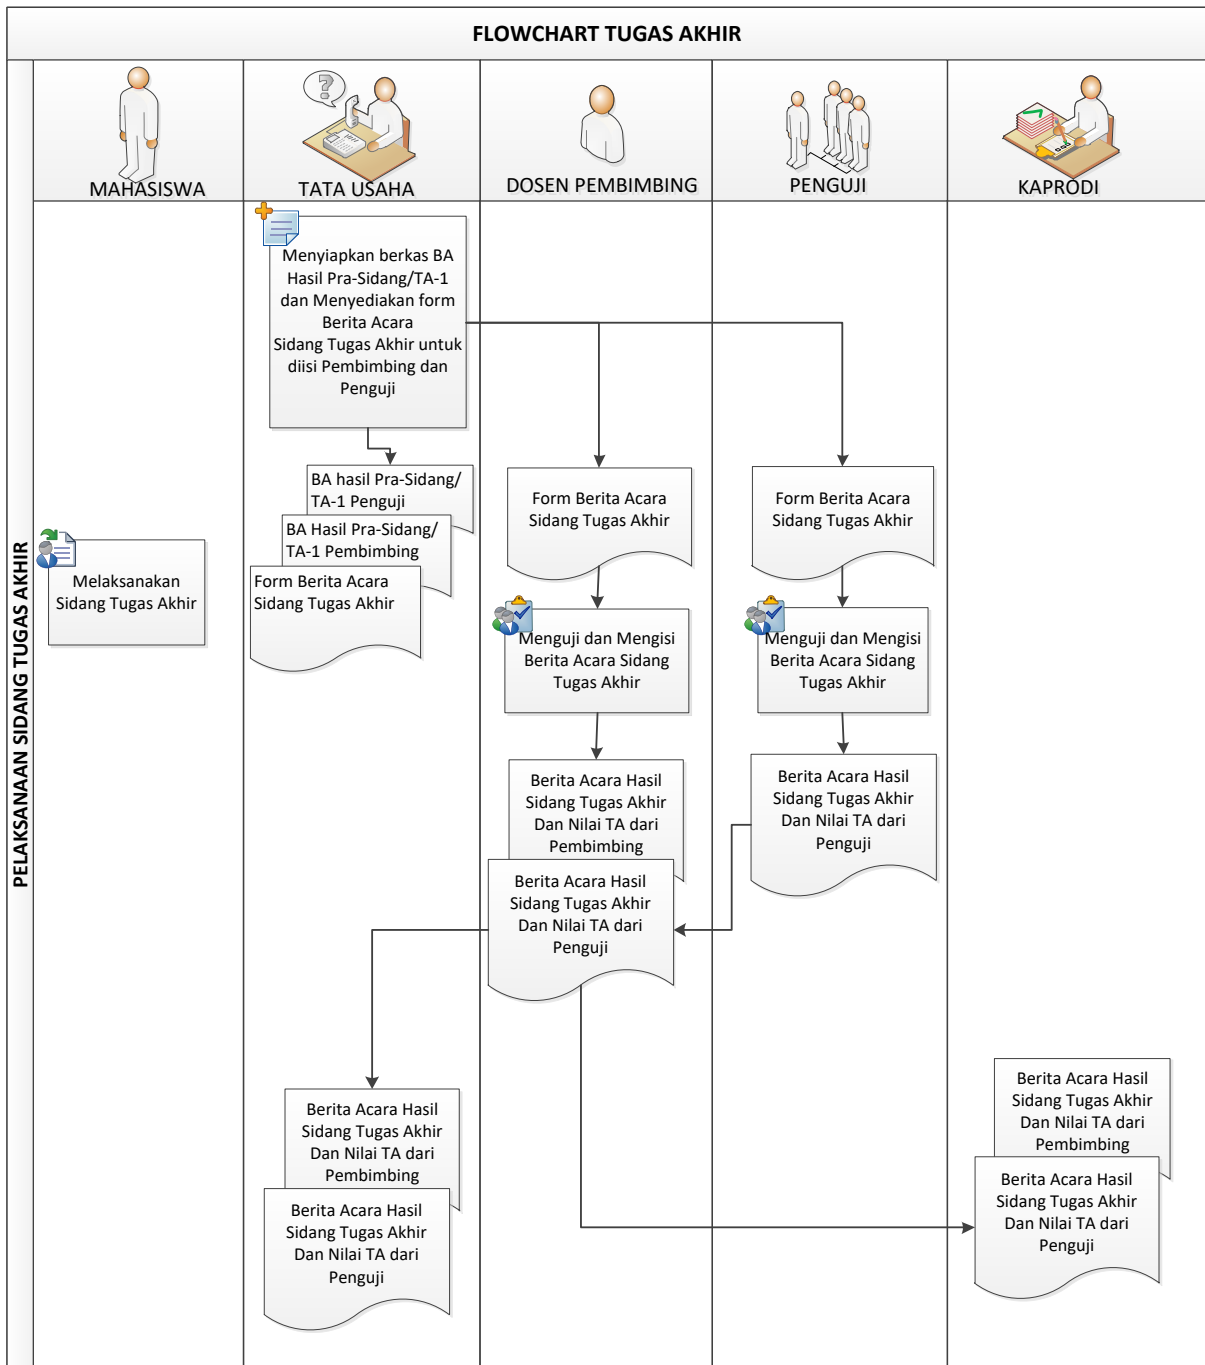 FLOWCHART TUGAS AKHIR
PELAKSANAAN SIDANG TUGAS AKHIR
MAHASISWA
TATA USAHA
DOSEN PEMBIMBING
PENGUJI
KAPRODI
?
Menyiapkan berkas BA
Hasil Pra-Sidang/TA-1
dan Menyediakan form
Berita Acara
Sidang Tugas Akhir untuk
diisi Pembimbing dan
Penguji
BA hasil Pra-Sidang/
TA-1 Penguji
BA Hasil Pra-Sidang/
TA-1 Pembimbing
Form Berita Acara
Sidang Tugas Akhir
Form Berita Acara
Sidang Tugas Akhir
Form Berita Acara
Sidang Tugas Akhir
Melaksanakan
Sidang Tugas Akhir
Menguji dan Mengisi
Berita Acara Sidang
Tugas Akhir
Menguji dan Mengisi
Berita Acara Sidang
Tugas Akhir
Berita Acara Hasil
Sidang Tugas Akhir
Dan Nilai TA dari
Pembimbing
Berita Acara Hasil
Sidang Tugas Akhir
Dan Nilai TA dari
Penguji
Berita Acara Hasil
Sidang Tugas Akhir
Dan Nilai TA dari
Penguji
Berita Acara Hasil
Sidang Tugas Akhir
Dan Nilai TA dari
Pembimbing
Berita Acara Hasil
Sidang Tugas Akhir
Dan Nilai TA dari
Penguji
Berita Acara Hasil
Sidang Tugas Akhir
Dan Nilai TA dari
Pembimbing
Berita Acara Hasil
Sidang Tugas Akhir
Dan Nilai TA dari
Penguji